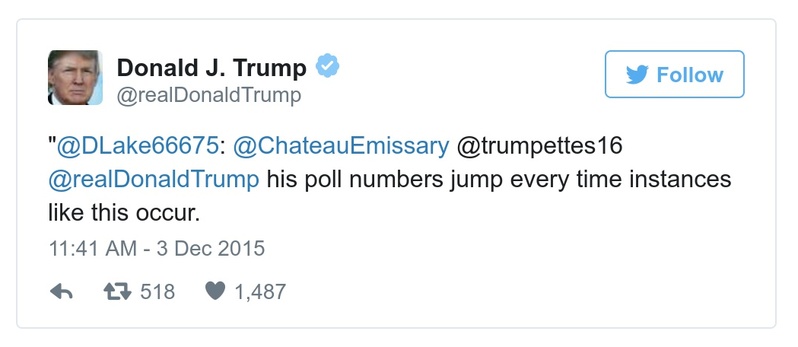 Donald J. Trump
@realDonaldTrump
Follow
"@DLake66675: @ChateauEmissary @trumpettes16
@realDonaldTrump his poll numbers jump every time instances
like this occur.
11:41 AM - 3 Dec 2015
518 1,487